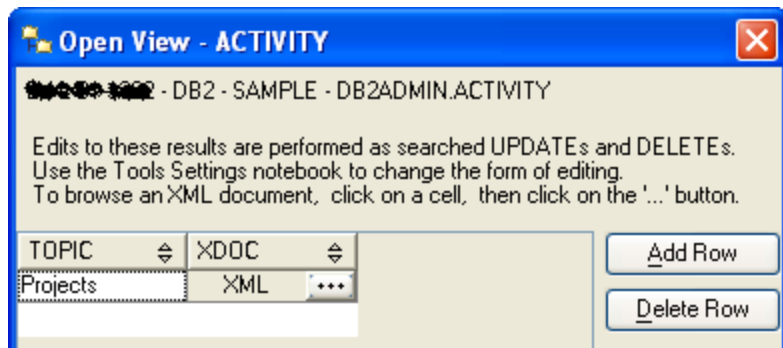 Open View - ACTIVITY
- DB2 - SAMPLE - DB2ADMIN.ACTIVITY
Edits to these results are performed as searched UPDATEs and DELETEs.
Use the Tools Settings notebook to change the form of editing.
To browse an XML document, click on a cell, then click on the '...' button.
TOPIC XDOC
Add Row
Projects XML ...
Delete Row